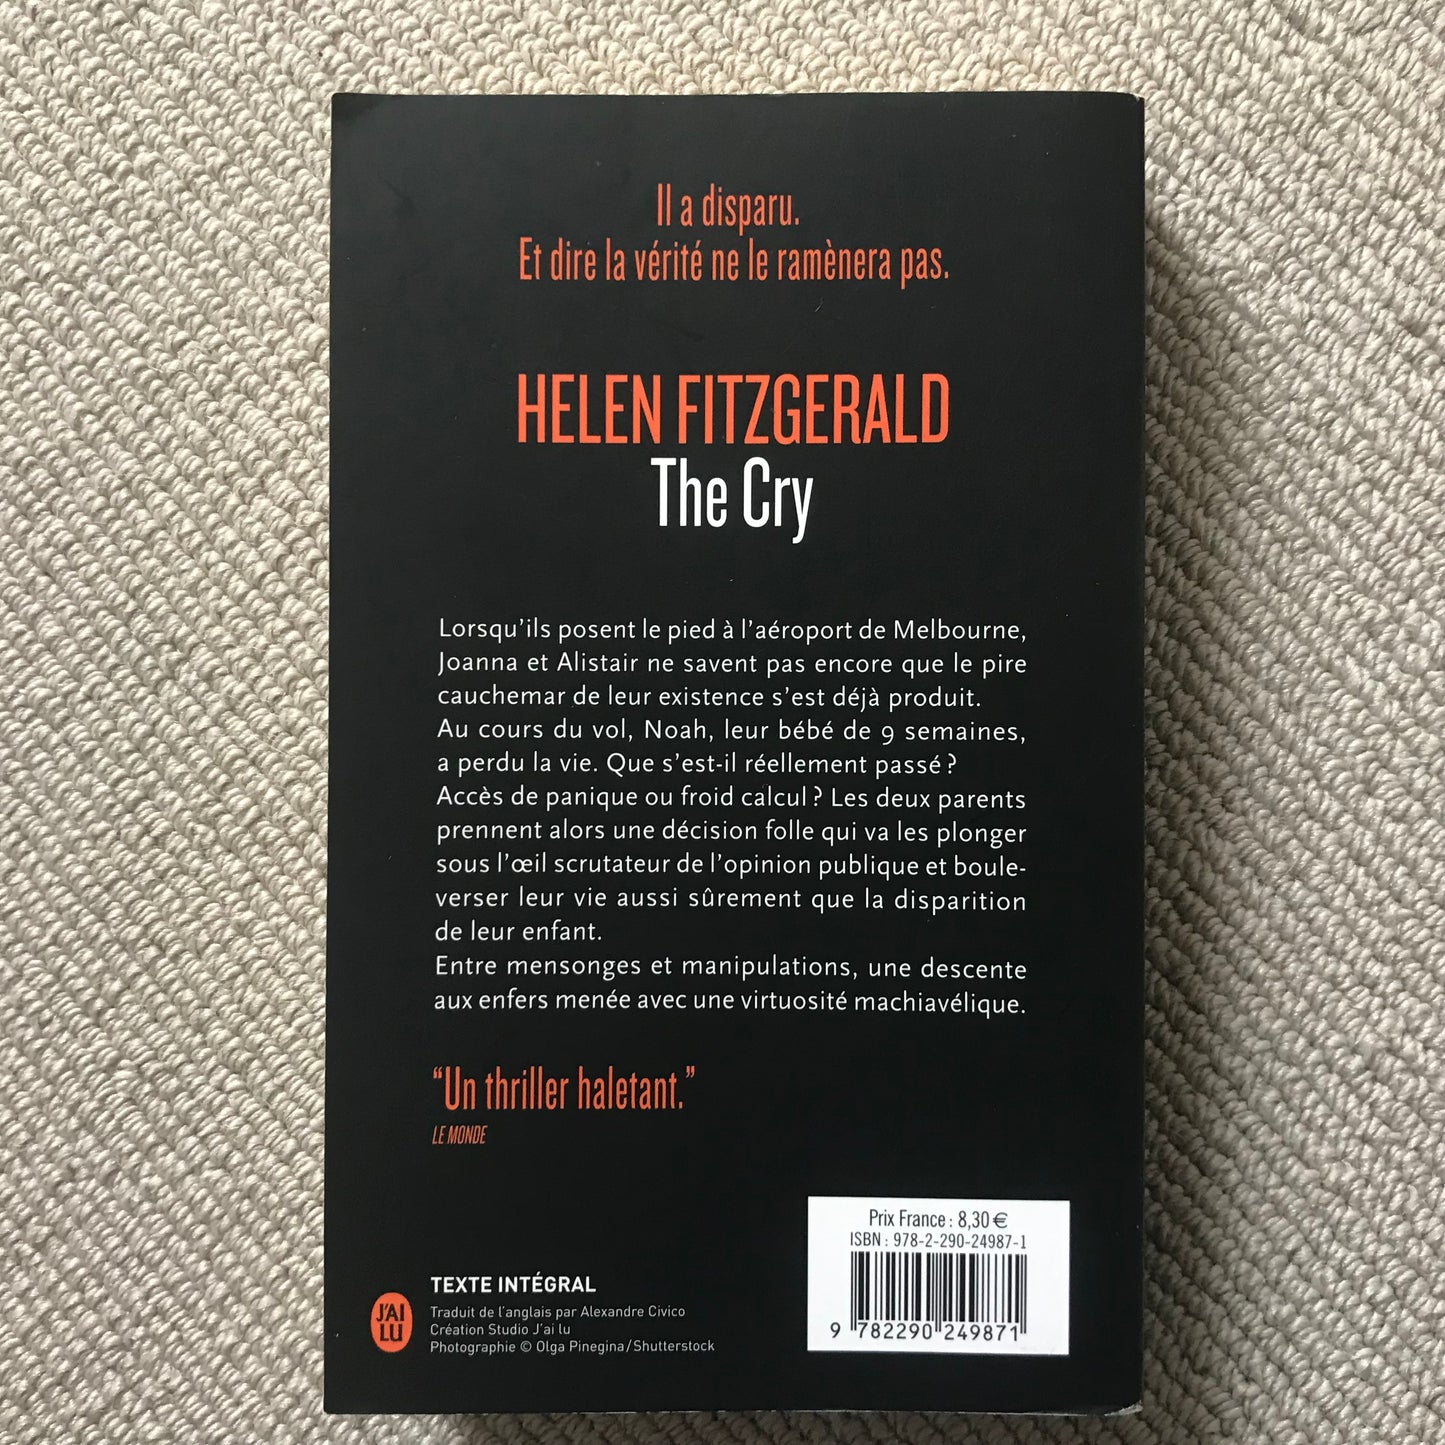 Il a disparu.
Et dire la vérité ne le ramènera pas.
HELEN FITZGERALD
The Cry
Lorsqu'ils posent le pied à l'aéroport de Melbourne,
Joanna et Alistair ne savent pas encore que le pire
cauchemar de leur existence s'est déjà produit.
Au cours du vol, Noah, leur bébé de 9 semaines,
a perdu la vie. Que s'est-il réellement passé ?
Accès de panique ou froid calcul ? Les deux parents
prennent alors une décision folle qui va les plonger
sous l'œil scrutateur de l'opinion publique et boule-
verser leur vie aussi sûrement que la disparition
de leur enfant.
Entre mensonges et manipulations, une descente
aux enfers menée avec une virtuosité machiavélique.
“Un thriller haletant.”
LE MONDE
Prix France : 8,30 €
ISBN : 978-2-290-24987-1
9 782290 249871
J'AI
LU
TEXTE INTÉGRAL
Traduit de l'anglais par Alexandre Civico
Création Studio J'ai lu
Photographie © Olga Pinegina / Shutterstock